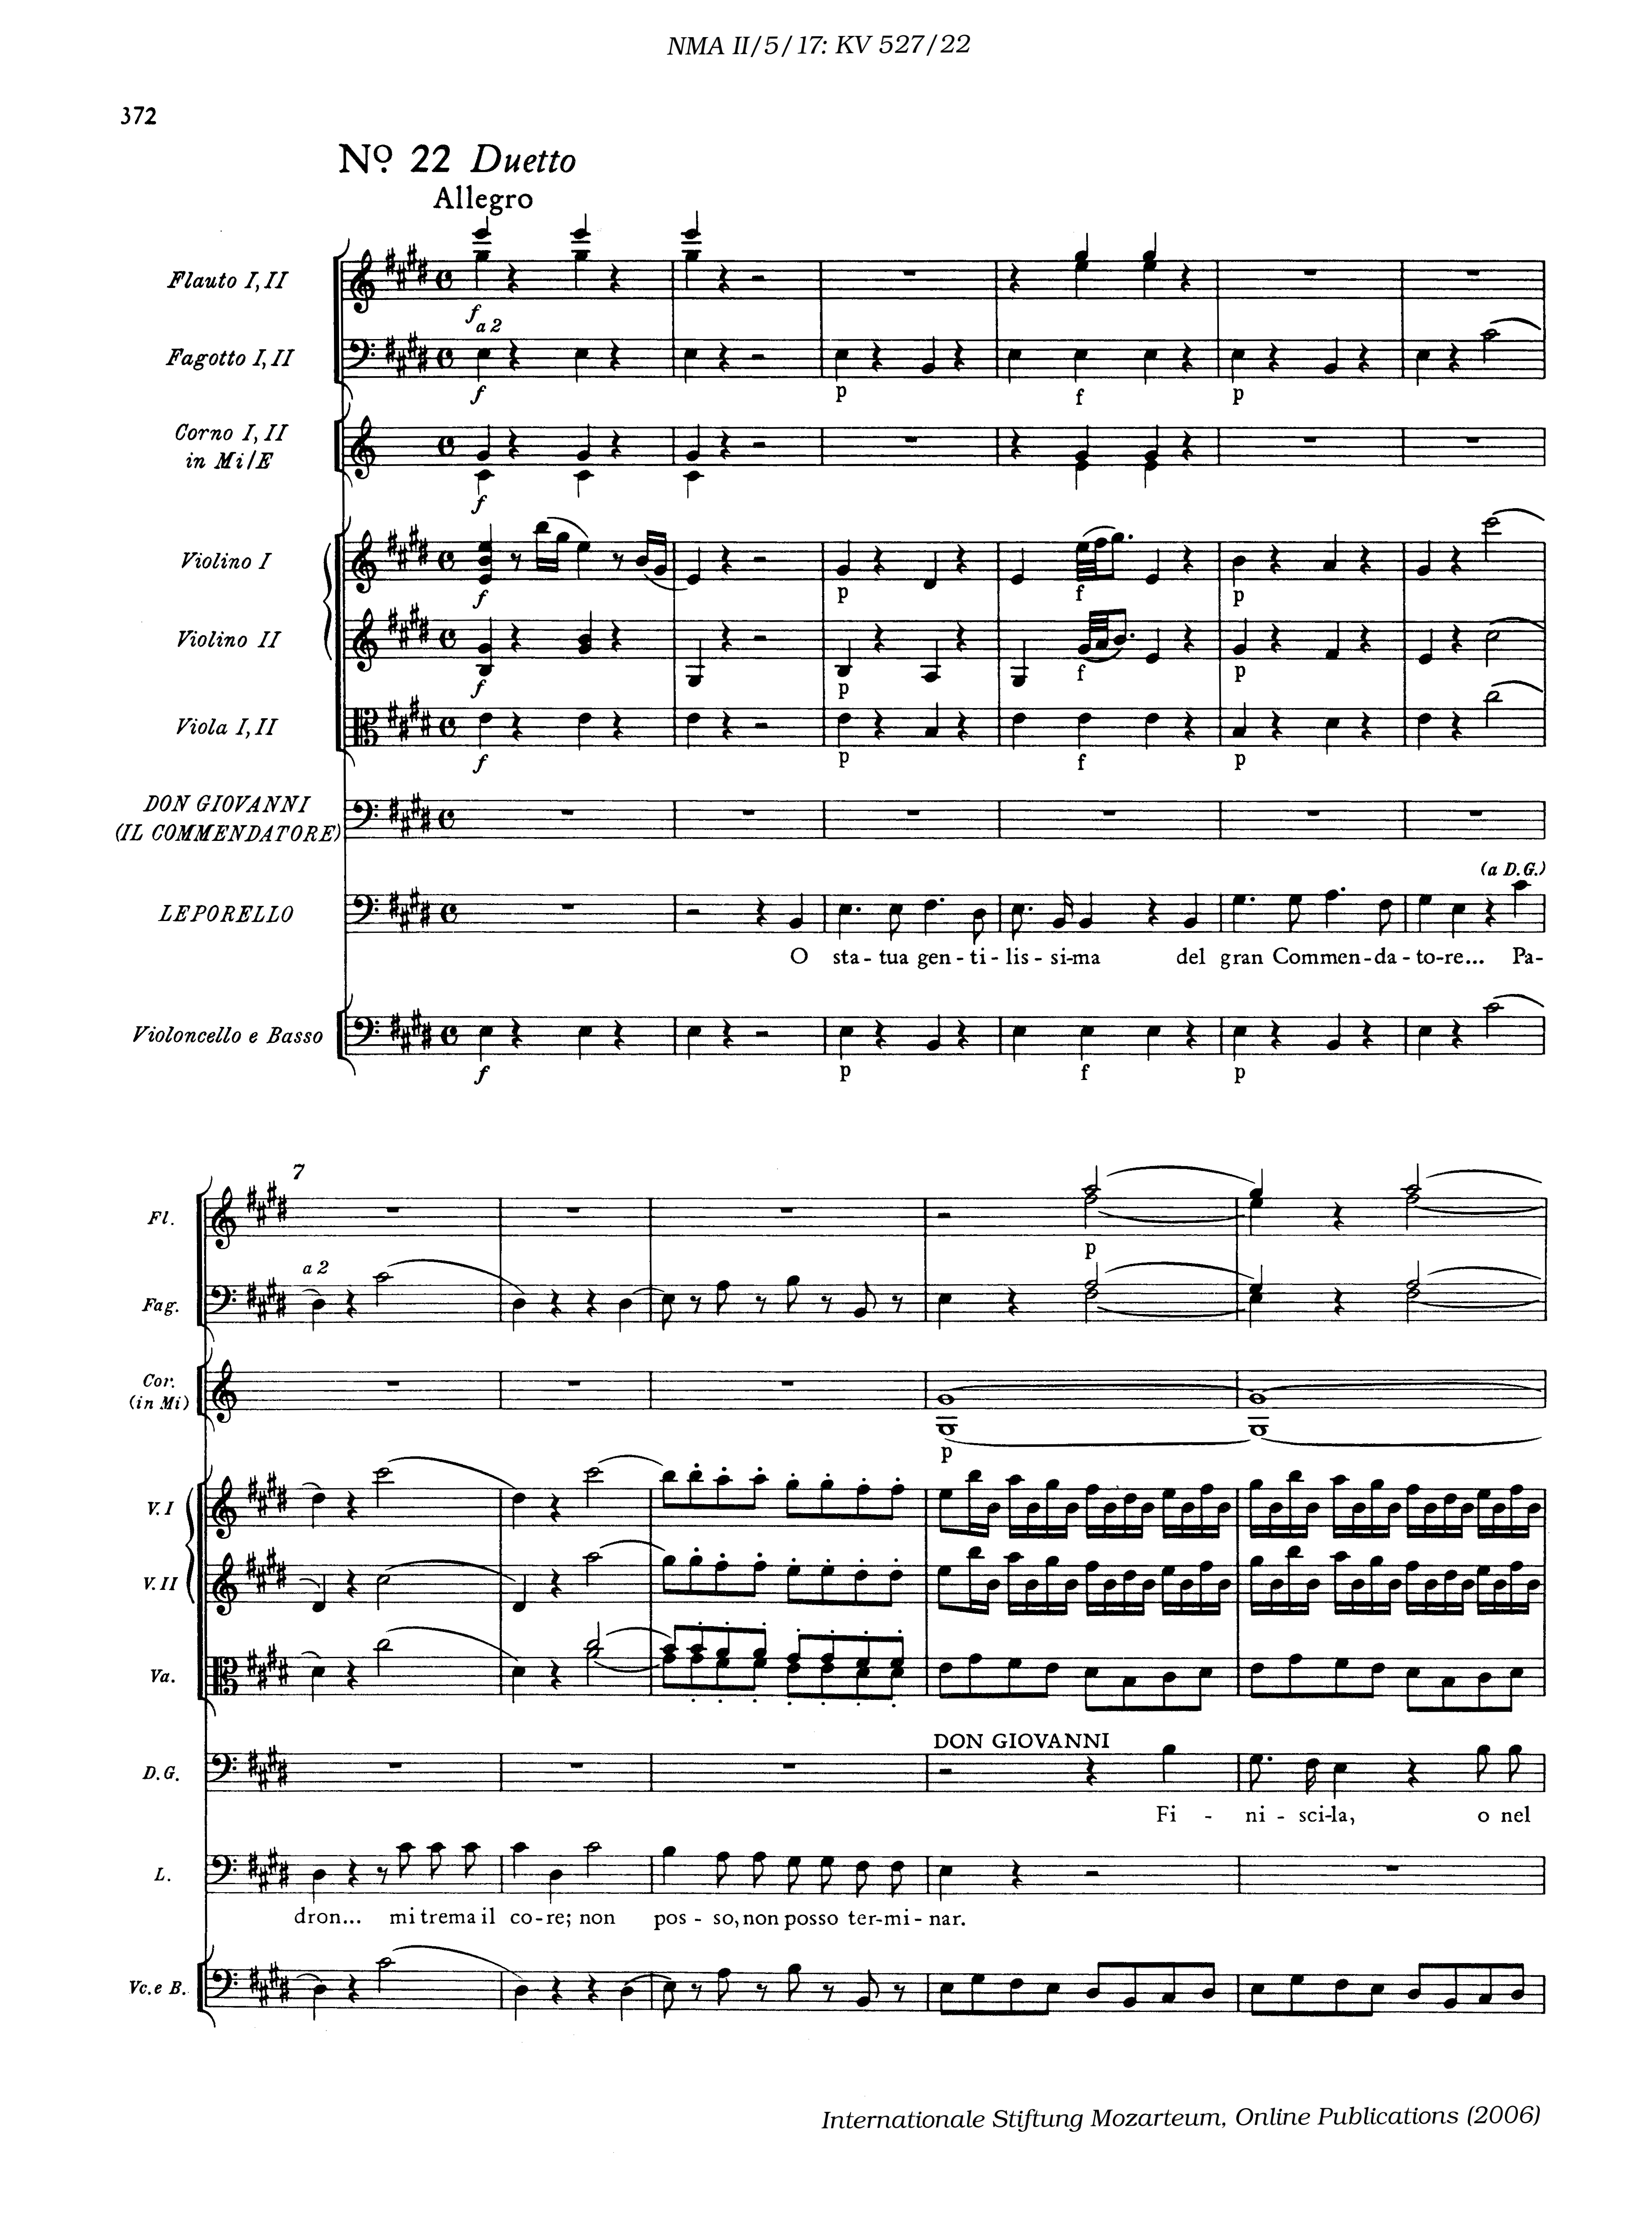 NMA II/5/17: KV 527/22
372
No. 22 Duetto
Allegro
Flauto I, II
f
a 2
Fagotto I, II
f p f p
Corno I, II
in Mi/E
f
Violino I
f p f p
Violino II
f p f p
Viola I, II
f p f p
DON GIOVANNI
(IL COMMENDATORE)
(a D.G.)
LEPORELLO
O sta - tua gen - ti - lis - si-ma del gran Commen - da - to-re... Pa-
Violoncello e Basso
f p f p
7
Fl.
p
a 2
Fag.
Cor.
(in Mi)
p
V. I
V. II
Va.
DON GIOVANNI
D.G.
Fi - ni - sci-la, o nel
L.
dron... mi trema il co-re; non pos - so, non posso ter-mi-nar.
Vc. e B.
Internationale Stiftung Mozarteum, Online Publications (2006)